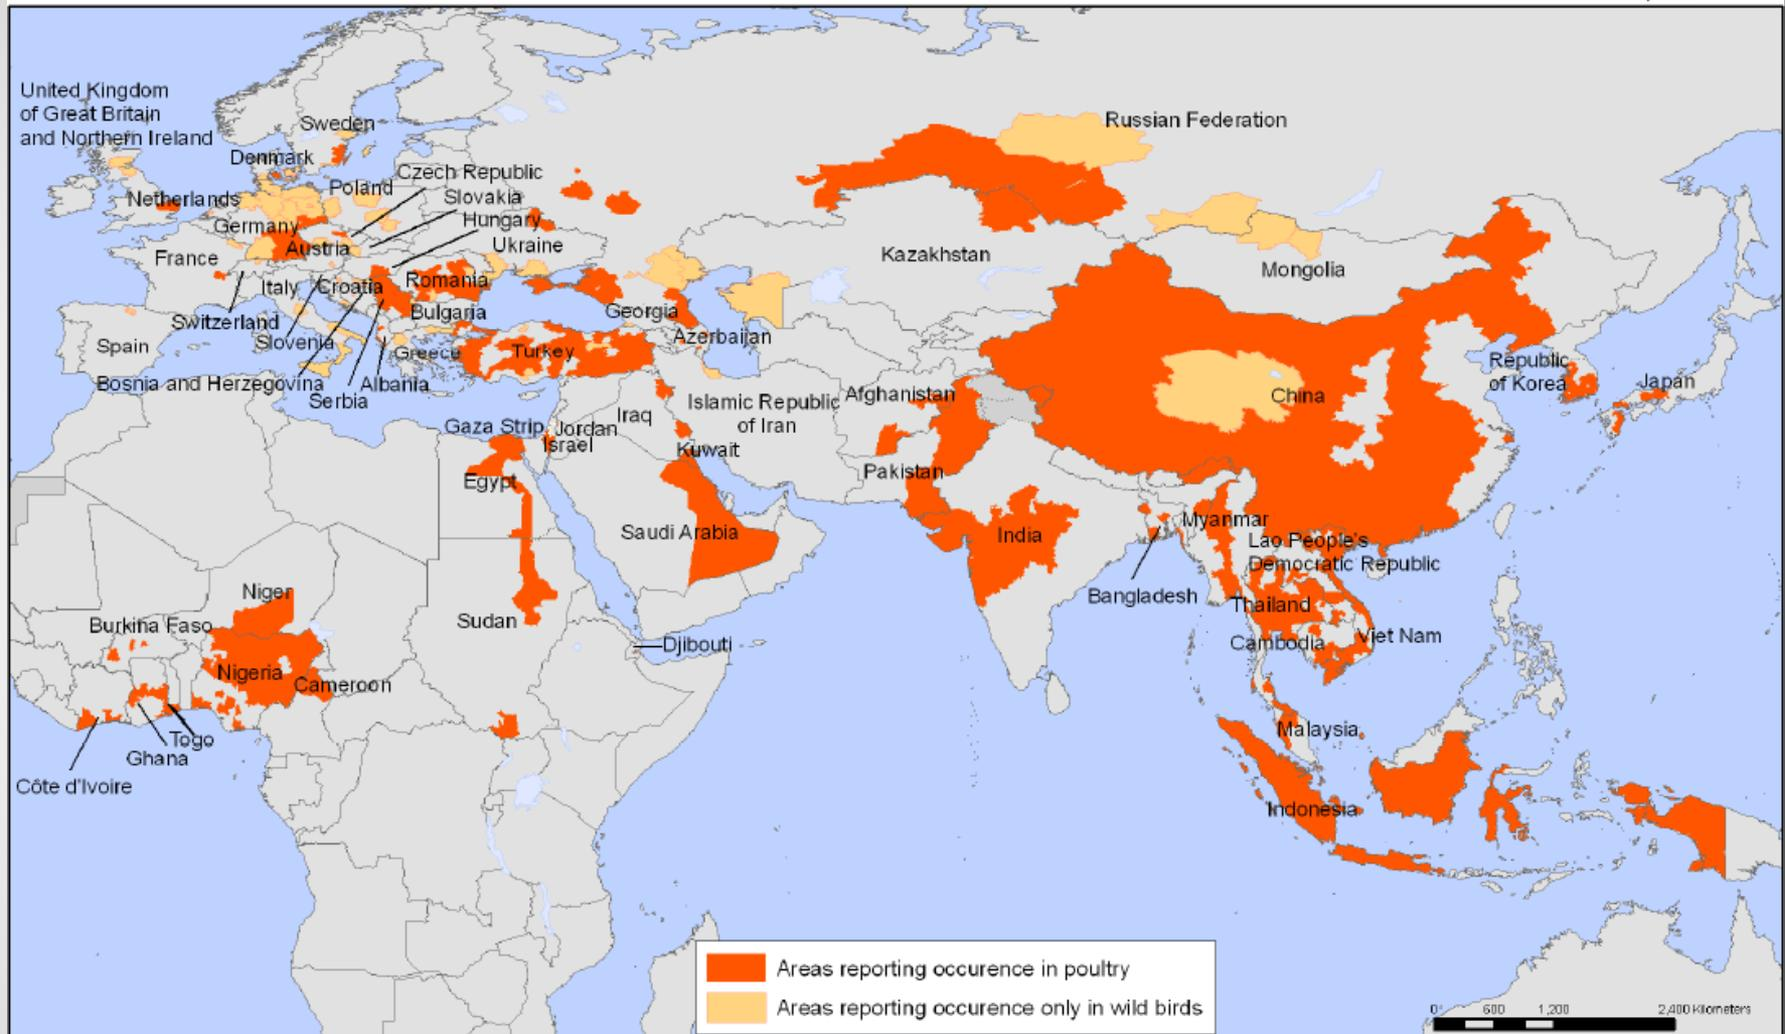 United Kingdom
of Great Britain
and Northern Ireland
Sweden
Denmark
Netherlands
Poland
Czech Republic
Slovakia
Hungary
Germany
Austria
Ukraine
France
Italy
Croatia
Romania
Switzerland
Bulgaria
Slovenia
Spain
Greece
Bosnia and Herzegovina
Albania
Serbia
Turkey
Georgia
Azerbaijan
Russian Federation
Kazakhstan
Mongolia
China
Republic
of Korea
Japan
Afghanistan
Islamic Republic
of Iran
Iraq
Gaza Strip
Jordan
Israel
Kuwait
Pakistan
Egypt
Saudi Arabia
India
Myanmar
Lao People's
Democratic Republic
Bangladesh
Thailand
Cambodia
Viet Nam
Niger
Burkina Faso
Sudan
Djibouti
Nigeria
Cameroon
Togo
Ghana
Côte d'Ivoire
Malaysia
Indonesia
Areas reporting occurence in poultry
Areas reporting occurence only in wild birds
0 600 1,200 2,400 Kilometers